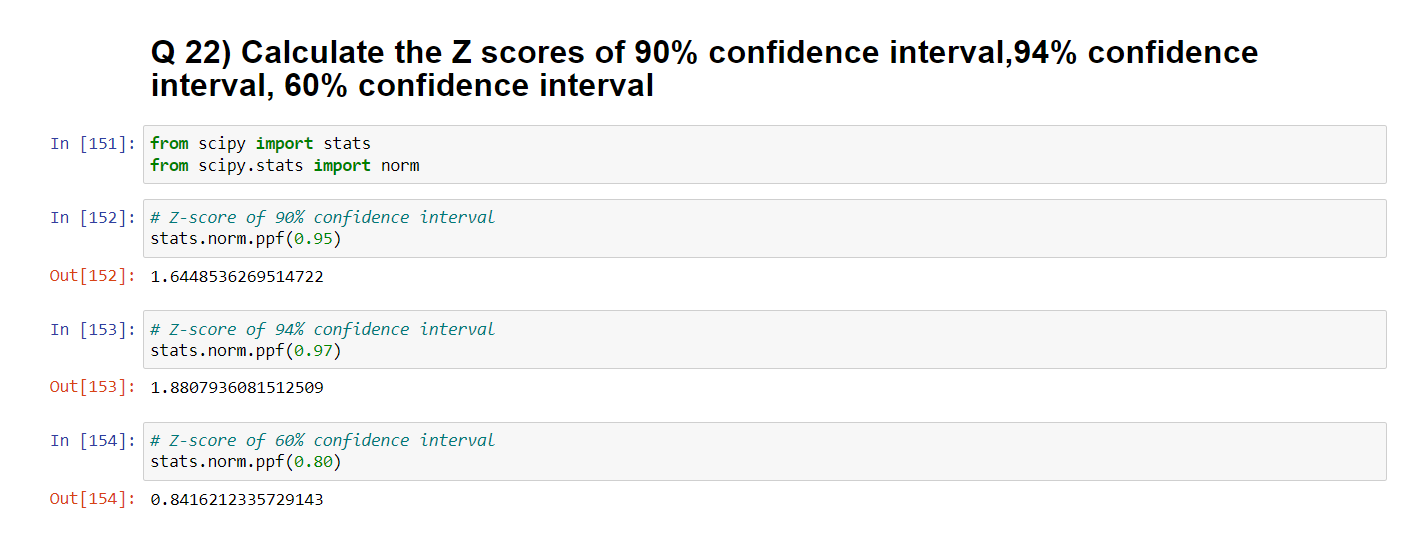 Q 22) Calculate the Z scores of 90% confidence interval,94% confidence
interval, 60% confidence interval
In [151]: from scipy import stats
from scipy.stats import norm
In [152]: # Z-score of 90% confidence interval
stats.norm.ppf(0.95)
Out[152]: 1.6448536269514722
In [153]: # Z-score of 94% confidence interval
stats.norm.ppf(0.97)
Out[153]: 1.8807936081512509
In [154]: # Z-score of 60% confidence interval
stats.norm.ppf(0.80)
Out[154]: 0.8416212335729143